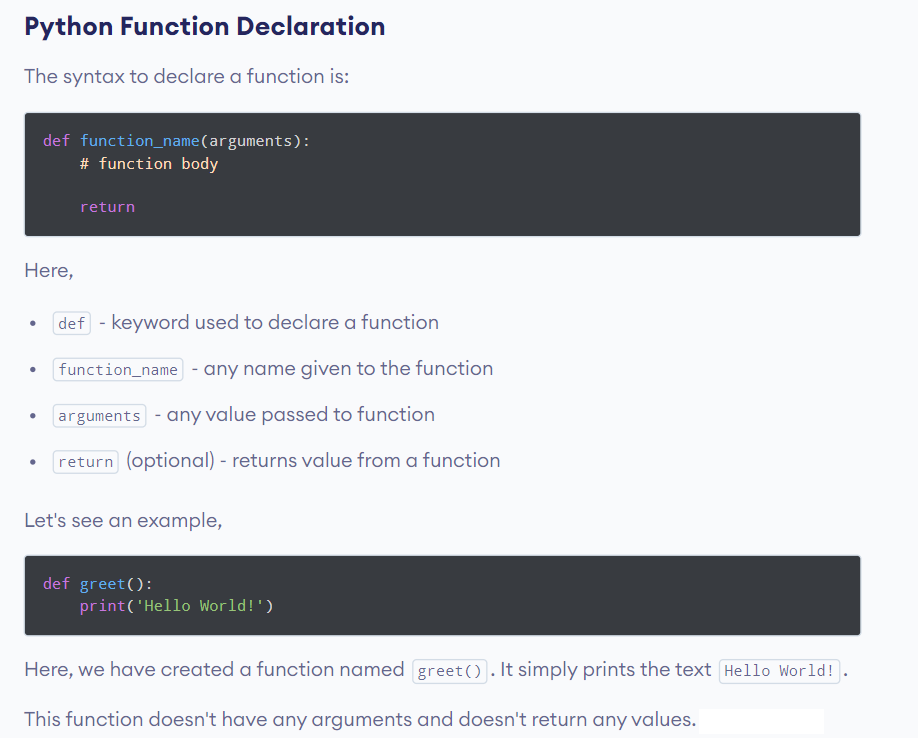 Python Function Declaration
The syntax to declare a function is:
def function_name(arguments):
    # function body
    return
Here,
• def - keyword used to declare a function
• function_name - any name given to the function
• arguments - any value passed to function
• return (optional) - returns value from a function
Let's see an example,
def greet():
    print('Hello World!')
Here, we have created a function named greet(). It simply prints the text Hello World!.
This function doesn't have any arguments and doesn't return any values.